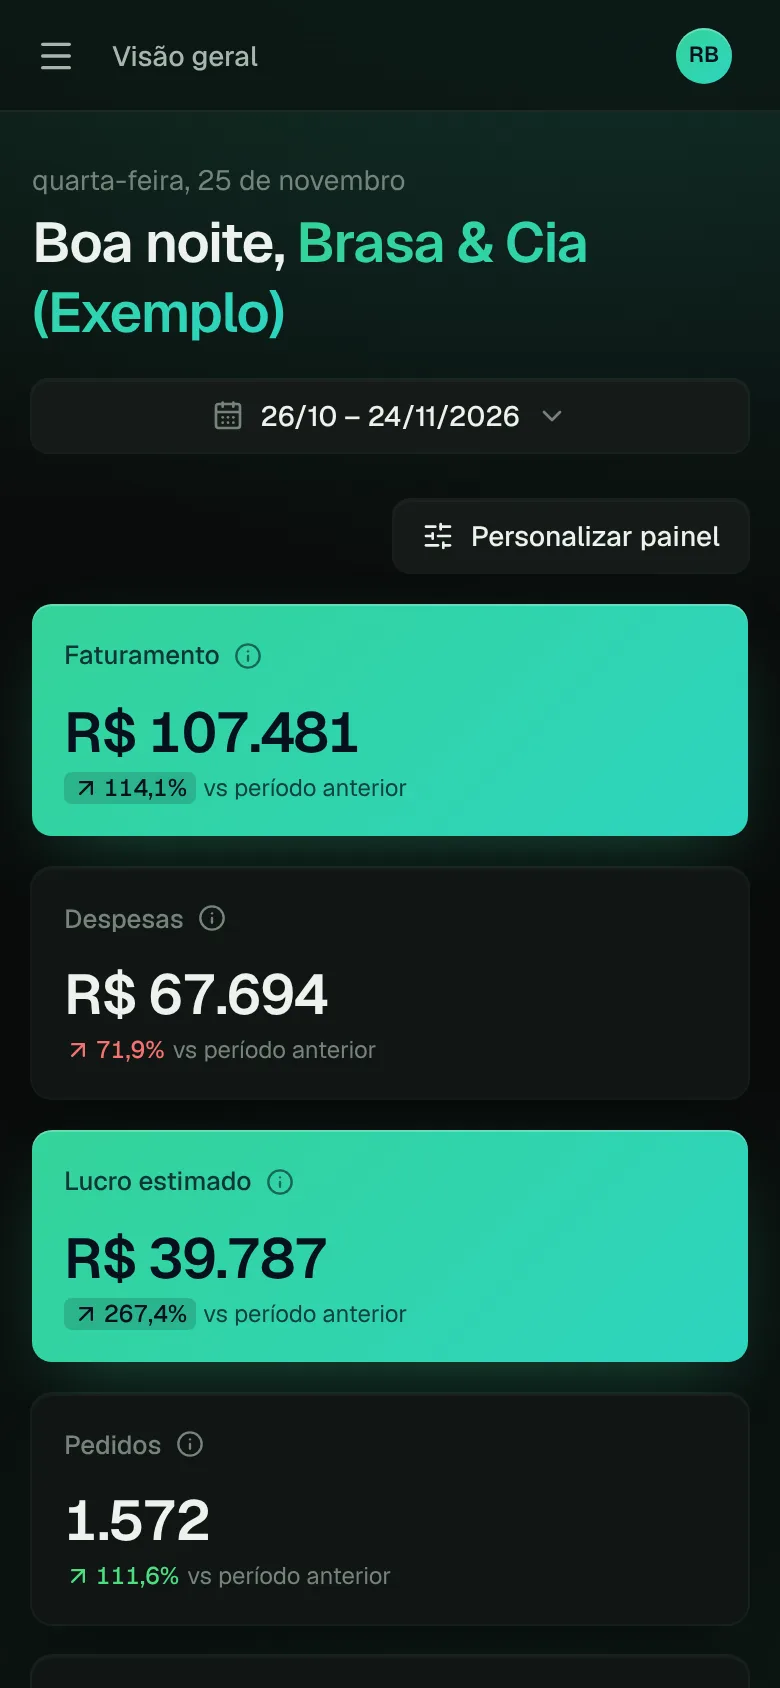 Visão geral
RB
quarta-feira, 25 de novembro
Boa noite, Brasa & Cia
(Exemplo)
26/10 – 24/11/2026
Personalizar painel
Faturamento
R$ 107.481
114,1% vs período anterior
Despesas
R$ 67.694
71,9% vs período anterior
Lucro estimado
R$ 39.787
267,4% vs período anterior
Pedidos
1.572
111,6% vs período anterior